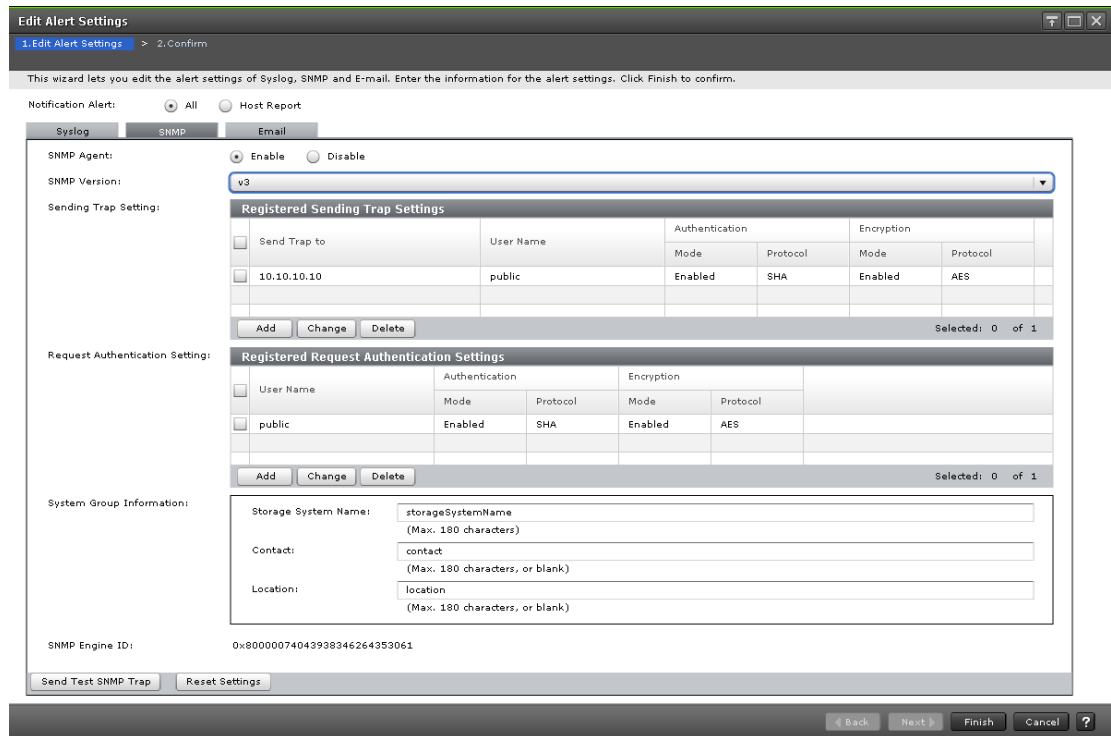 Edit Alert Settings
1.Edit Alert Settings > 2.Confirm
This wizard lets you edit the alert settings of Syslog, SNMP and E-mail. Enter the information for the alert settings. Click Finish to confirm.
Notification Alert: All Host Report
Syslog SNMP Email
SNMP Agent: Enable Disable
SNMP Version: v3
Sending Trap Setting: Registered Sending Trap Settings
Send Trap to User Name Authentication Encryption
Mode Protocol Mode Protocol
10.10.10.10 public Enabled SHA Enabled AES
Add Change Delete Selected: 0 of 1
Request Authentication Setting: Registered Request Authentication Settings
User Name Authentication Encryption
Mode Protocol Mode Protocol
public Enabled SHA Enabled AES
Add Change Delete Selected: 0 of 1
System Group Information:
Storage System Name: storageSystemName
(Max. 180 characters)
Contact: contact
(Max. 180 characters, or blank)
Location: location
(Max. 180 characters, or blank)
SNMP Engine ID: 0x80000074043938346264353061
Send Test SNMP Trap Reset Settings
Back Next Finish Cancel ?